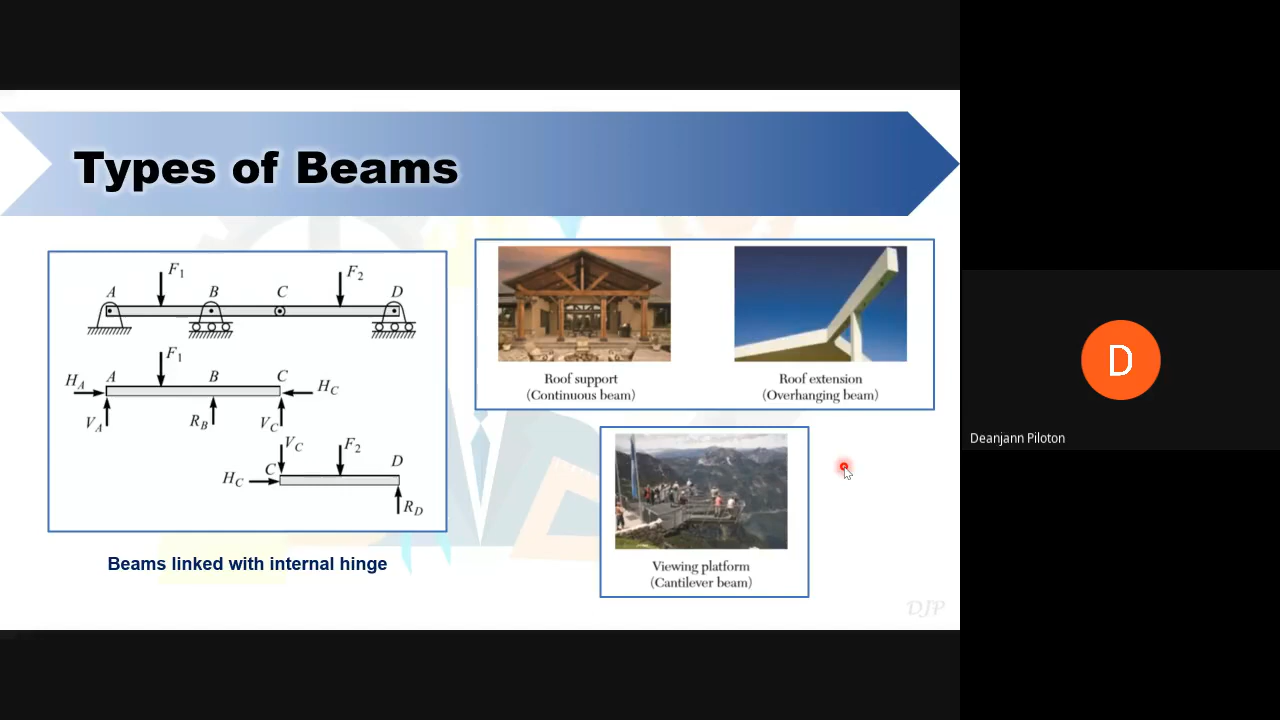 Types of Beams
F1
F2
A
B
C
D
F1
HA
A
B
C
HC
VA
RB
VC
VC
F2
D
HC
C
RD
Beams linked with internal hinge
Roof support
(Continuous beam)
Roof extension
(Overhanging beam)
Viewing platform
(Cantilever beam)
DJP
D
Deanjann Piloton